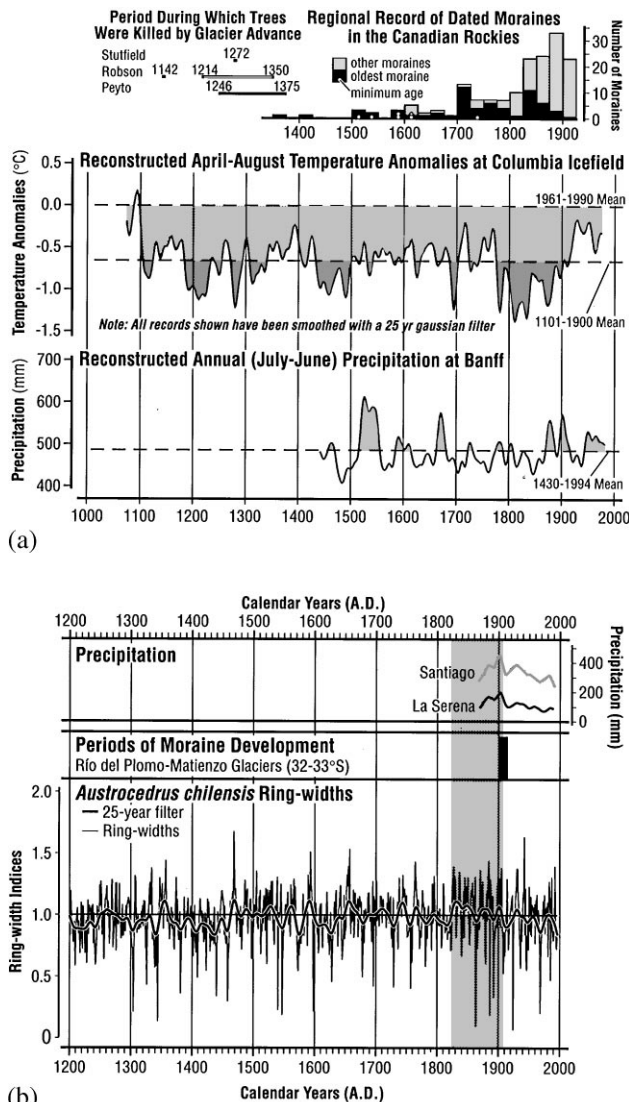 Period During Which Trees
Were Killed by Glacier Advance
Stutfield 1272
Robson 1142 1214 1350
Peyto 1246 1375
Regional Record of Dated Moraines
in the Canadian Rockies
other moraines
oldest moraine
minimum age
30
20
10
0
Number of Moraines
1400 1500 1600 1700 1800 1900
Reconstructed April-August Temperature Anomalies at Columbia Icefield
Temperature Anomalies (°C)
0.5
0.0
-0.5
-1.0
-1.5
1961-1990 Mean
1101-1900 Mean
Note: All records shown have been smoothed with a 25 yr gaussian filter
Reconstructed Annual (July-June) Precipitation at Banff
Precipitation (mm)
700
600
500
400
1430-1994 Mean
1000 1100 1200 1300 1400 1500 1600 1700 1800 1900 2000
(a)
Calendar Years (A.D.)
1200 1300 1400 1500 1600 1700 1800 1900 2000
Precipitation
Santiago
La Serena
400
200
0
Precipitation (mm)
Periods of Moraine Development
Río del Plomo-Matienzo Glaciers (32-33°S)
Austrocedrus chilensis Ring-widths
25-year filter
Ring-widths
Ring-width Indices
2.0
1.5
1.0
0.5
0
1200 1300 1400 1500 1600 1700 1800 1900 2000
Calendar Years (A.D.)
(b)